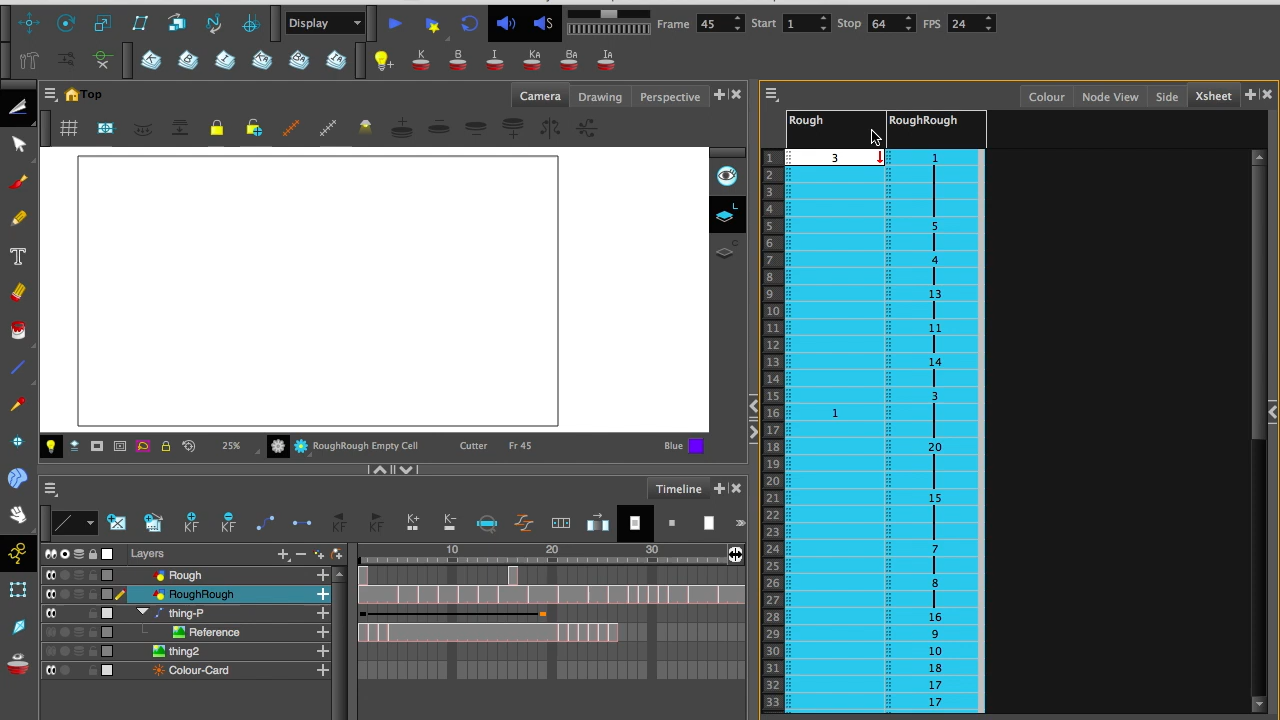 Display Frame 45 Start 1 Stop 64 FPS 24
K B I KA BA IA
Top Camera Drawing Perspective
Colour Node View Side Xsheet
Rough RoughRough
1 3 1
2
3
4
5 5
6
7 4
8
9 13
10
11 11
12
13 14
14
15 3
16 1
17
18 20
19
20
21 15
22
23
24 7
25
26 8
27
28 16
29 9
30 10
31 18
32 17
33 17
25% RoughRough Empty Cell Cutter Fr 45 Blue
Timeline
KF KF KF KF K+ K-
Layers 10 20 30
Rough
RoughRough
thing-P
Reference
thing2
Colour-Card